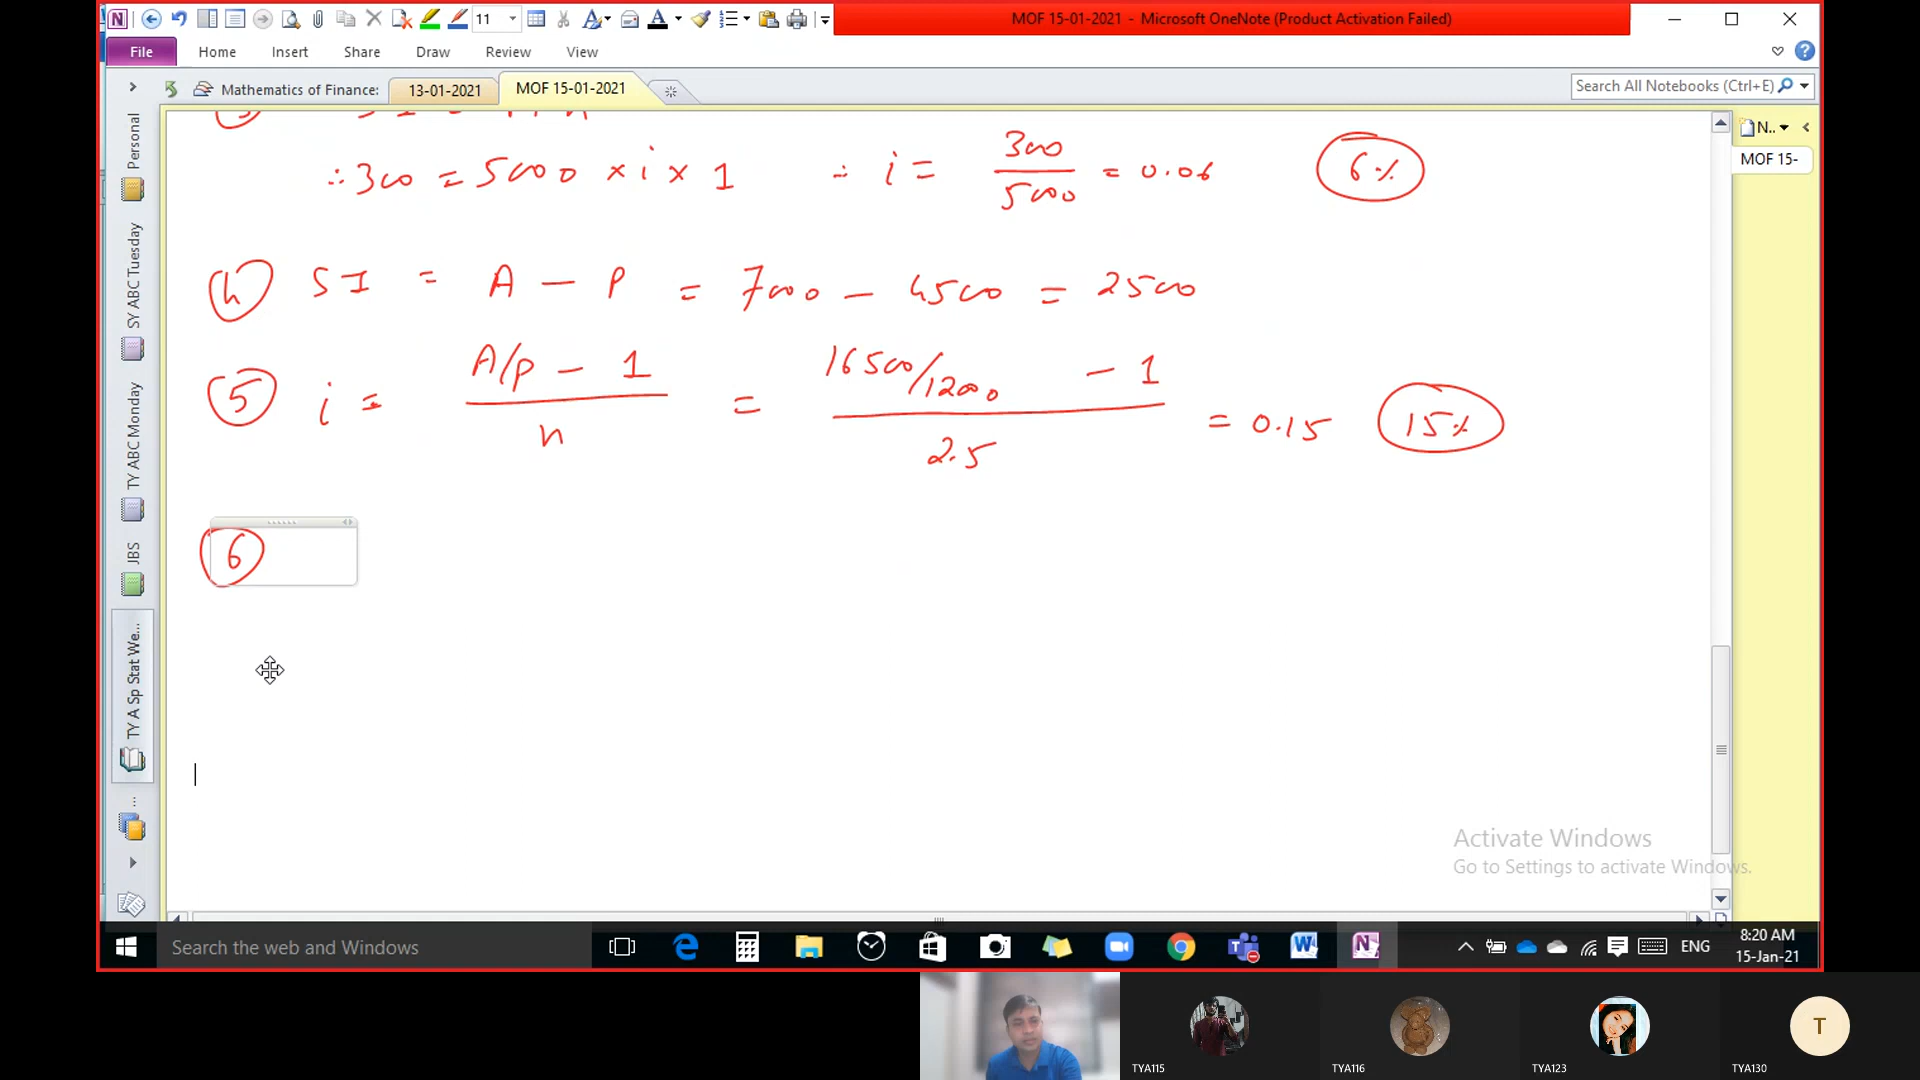 11
MOF 15-01-2021 - Microsoft OneNote (Product Activation Failed)
File Home Insert Share Draw Review View
Mathematics of Finance: 13-01-2021 MOF 15-01-2021
Search All Notebooks (Ctrl+E)
N..
MOF 15-
Personal
SY ABC Tuesday
TY ABC Monday
JBS
TY A Sp Stat We...
∴ 300 = 5000 × i × 1 ∴ i = 300/5000 = 0.06 6%
4 SI = A - P = 7000 - 4500 = 2500
5 i = A/P - 1 / n = 16500/12000 - 1 / 2.5 = 0.15 15%
6
Activate Windows
Go to Settings to activate Windows.
Search the web and Windows
ENG
8:20 AM
15-Jan-21
TYA115
TYA116
TYA123
T
TYA130